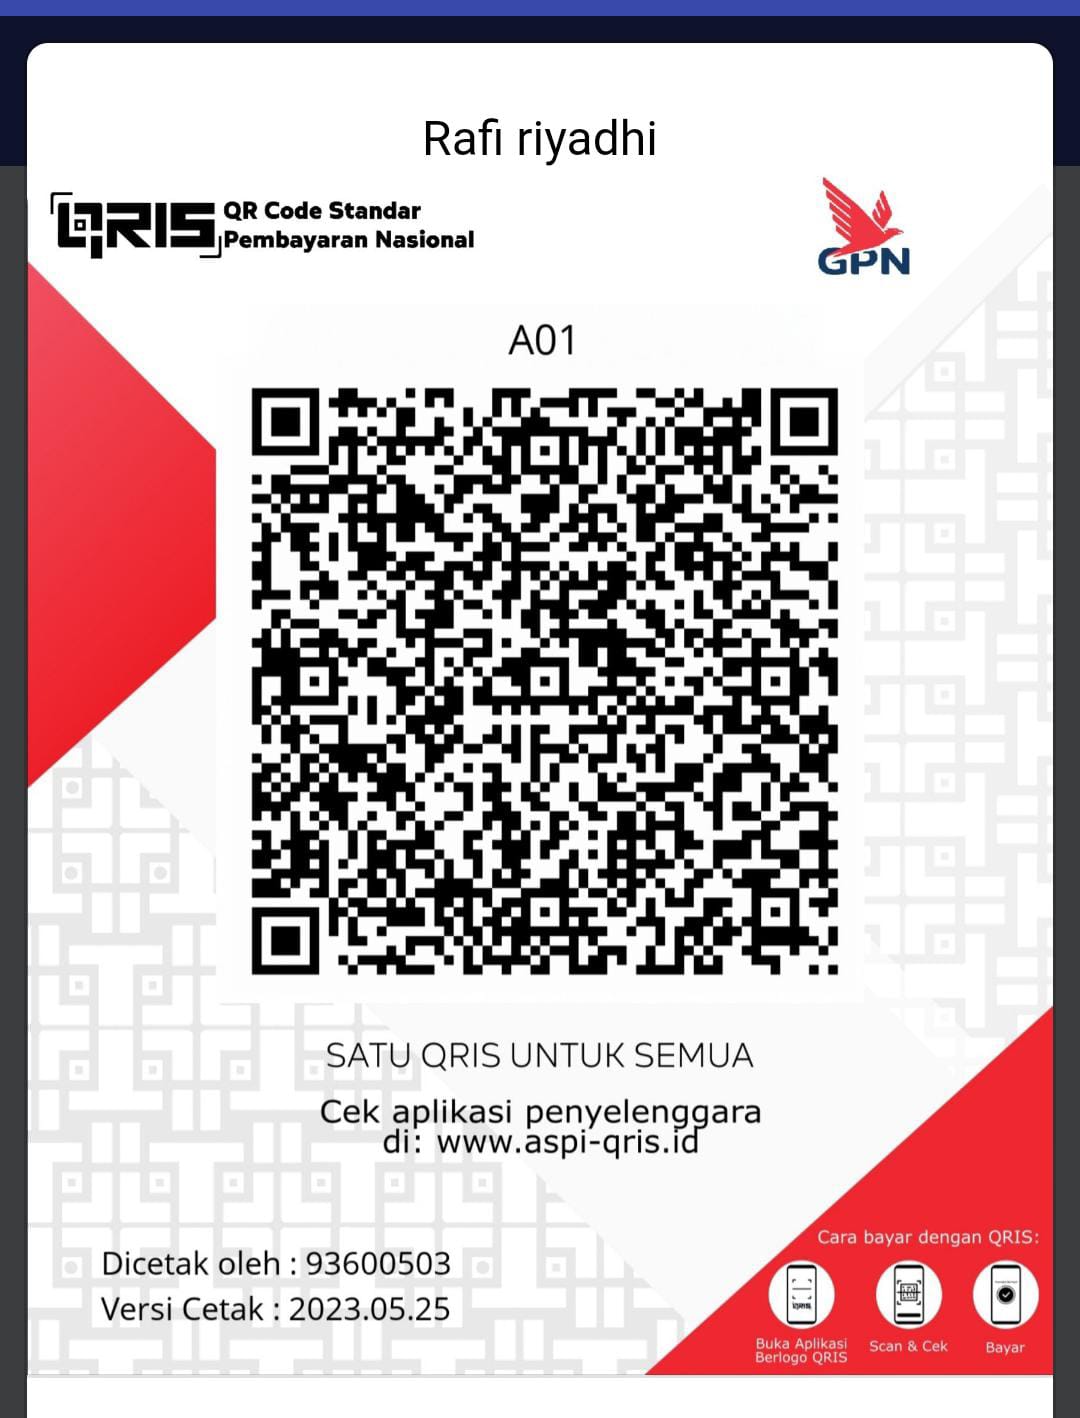 Rafi riyadhi
QRIS QR Code Standar
Pembayaran Nasional
GPN
A01
SATU QRIS UNTUK SEMUA
Cek aplikasi penyelenggara
di: www.aspi-qris.id
Dicetak oleh : 93600503
Versi Cetak : 2023.05.25
Cara bayar dengan QRIS:
QRIS
Buka Aplikasi
Berlogo QRIS
Scan & Cek
Bayar